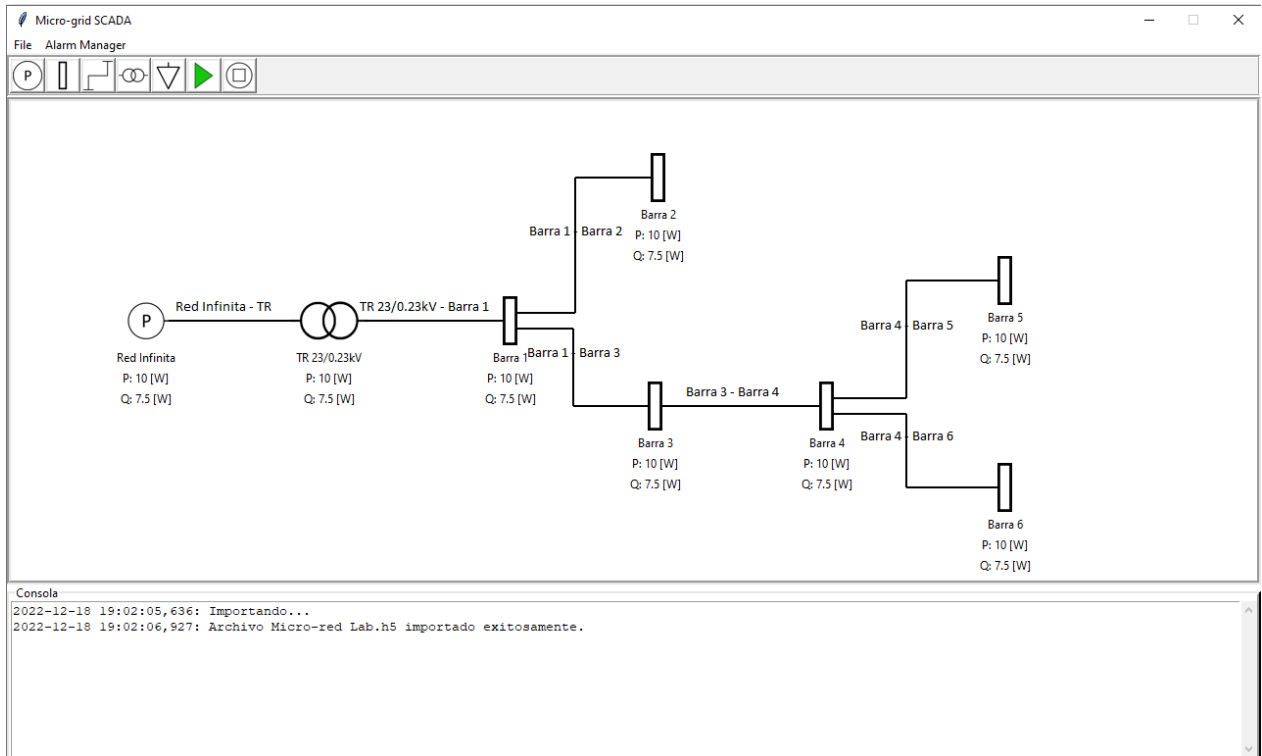 Micro-grid SCADA
File Alarm Manager
P
Barra 2
P: 10 [W]
Q: 7.5 [W]
Barra 1 - Barra 2
Barra 5
P: 10 [W]
Q: 7.5 [W]
Barra 4 - Barra 5
Red Infinita - TR
TR 23/0.23kV - Barra 1
P
Red Infinita
P: 10 [W]
Q: 7.5 [W]
TR 23/0.23kV
P: 10 [W]
Q: 7.5 [W]
Barra 1
P: 10 [W]
Q: 7.5 [W]
Barra 1 - Barra 3
Barra 3 - Barra 4
Barra 3
P: 10 [W]
Q: 7.5 [W]
Barra 4
P: 10 [W]
Q: 7.5 [W]
Barra 4 - Barra 6
Barra 6
P: 10 [W]
Q: 7.5 [W]
Consola
2022-12-18 19:02:05,636: Importando...
2022-12-18 19:02:06,927: Archivo Micro-red Lab.h5 importado exitosamente.